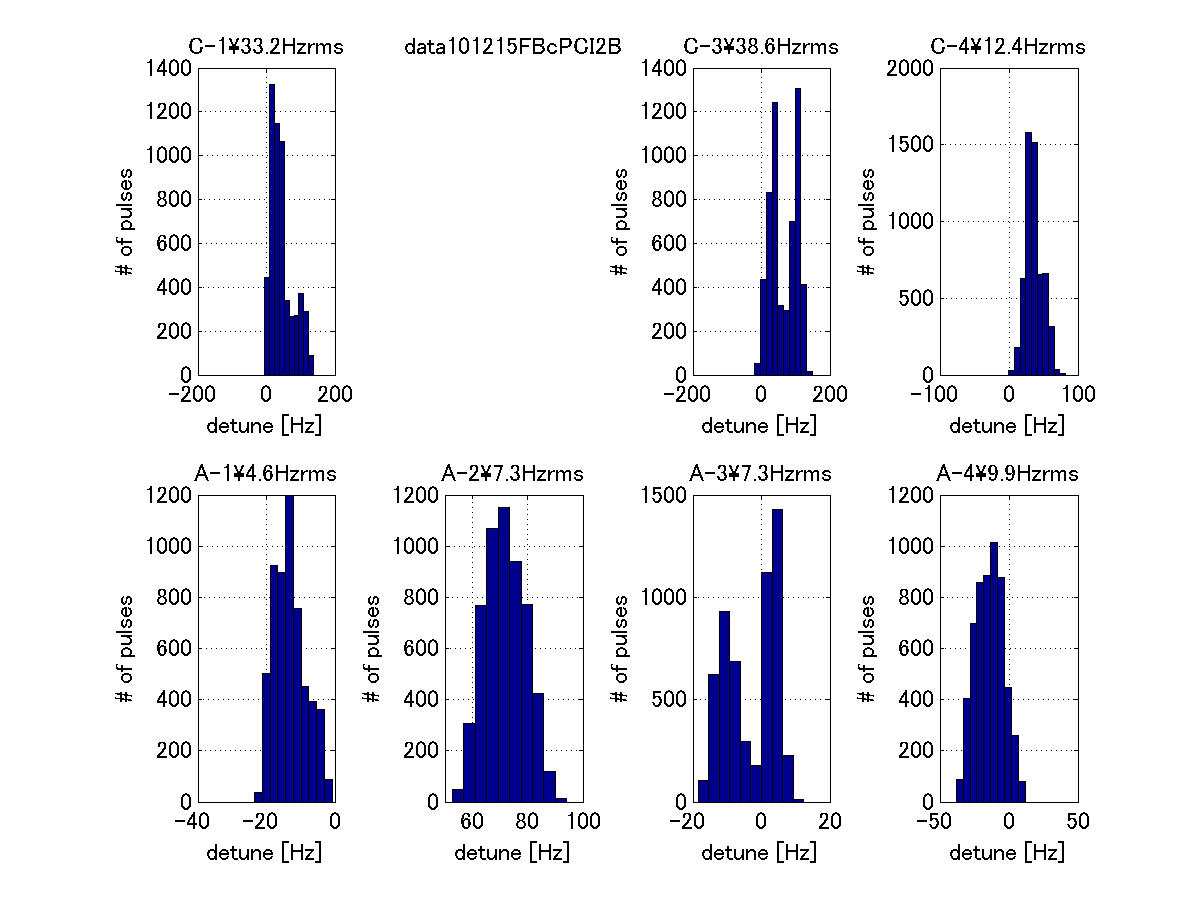 C-1¥33.2Hzrms
data101215FBcPCI2B
C-3¥38.6Hzrms
C-4¥12.4Hzrms
1400
1200
1000
800
600
400
200
0
# of pulses
-200 0 200
detune [Hz]
1400
1200
1000
800
600
400
200
0
# of pulses
-200 0 200
detune [Hz]
2000
1500
1000
500
0
# of pulses
-100 0 100
detune [Hz]
A-1¥4.6Hzrms
1200
1000
800
600
400
200
0
# of pulses
-40 -20 0
detune [Hz]
A-2¥7.3Hzrms
1200
1000
800
600
400
200
0
# of pulses
60 80 100
detune [Hz]
A-3¥7.3Hzrms
1500
1000
500
0
# of pulses
-20 0 20
detune [Hz]
A-4¥9.9Hzrms
1200
1000
800
600
400
200
0
# of pulses
-50 0 50
detune [Hz]